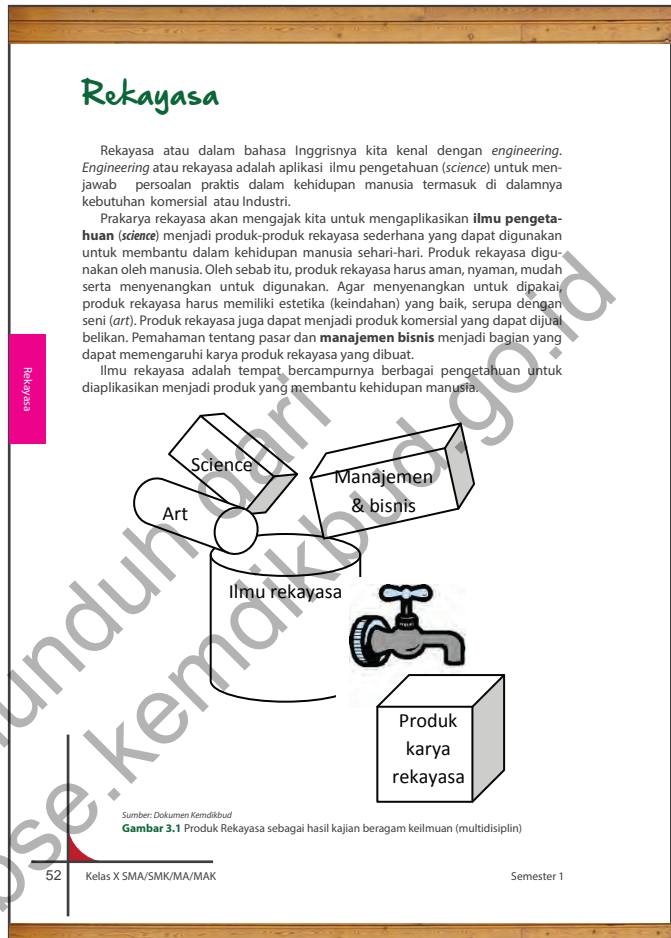 Rekayasa
Rekayasa atau dalam bahasa Inggrisnya kita kenal dengan engineering.
Engineering atau rekayasa adalah aplikasi ilmu pengetahuan (science) untuk men-
jawab persoalan praktis dalam kehidupan manusia termasuk di dalamnya
kebutuhan komersial atau Industri.
Prakarya rekayasa akan mengajak kita untuk mengaplikasikan ilmu pengeta-
huan (science) menjadi produk-produk rekayasa sederhana yang dapat digunakan
untuk membantu dalam kehidupan manusia sehari-hari. Produk rekayasa digu-
nakan oleh manusia. Oleh sebab itu, produk rekayasa harus aman, nyaman, mudah
serta menyenangkan untuk digunakan. Agar menyenangkan untuk dipakai,
produk rekayasa harus memiliki estetika (keindahan) yang baik, serupa dengan
seni (art). Produk rekayasa juga dapat menjadi produk komersial yang dapat dijual
belikan. Pemahaman tentang pasar dan manajemen bisnis menjadi bagian yang
dapat memengaruhi karya produk rekayasa yang dibuat.
Ilmu rekayasa adalah tempat bercampurnya berbagai pengetahuan untuk
diaplikasikan menjadi produk yang membantu kehidupan manusia.
Rekayasa
Science
Manajemen
& bisnis
Art
Ilmu rekayasa
Produk
karya
rekayasa
Sumber: Dokumen Kemdikbud
Gambar 3.1 Produk Rekayasa sebagai hasil kajian beragam keilmuan (multidisiplin)
52 Kelas X SMA/SMK/MA/MAK Semester 1
unduh dari
bse.kemdikbud.go.id